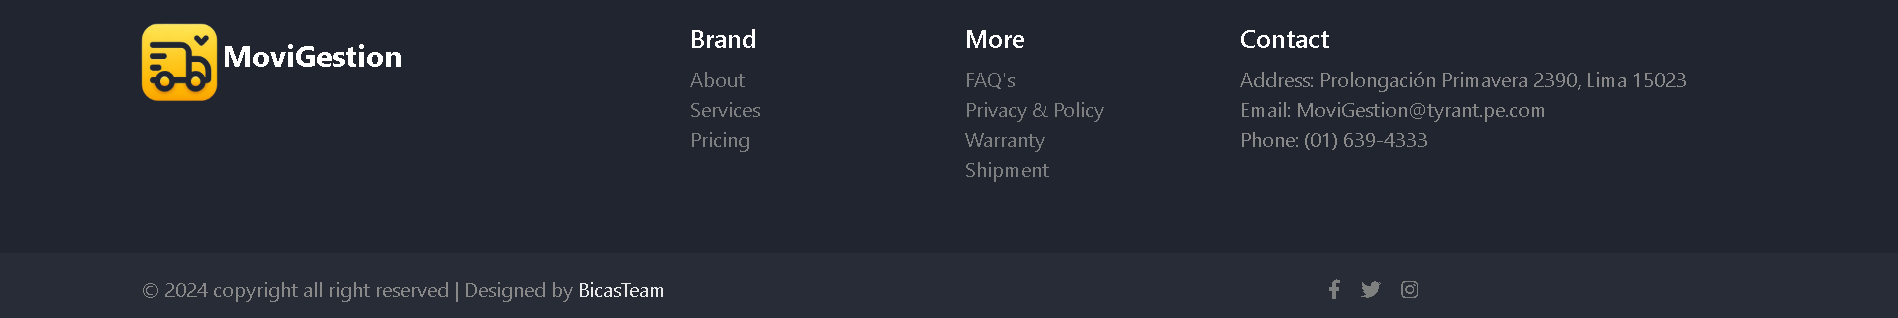 MoviGestion
Brand
About
Services
Pricing
More
FAQ's
Privacy & Policy
Warranty
Shipment
Contact
Address: Prolongación Primavera 2390, Lima 15023
Email: MoviGestion@tyrant.pe.com
Phone: (01) 639-4333
© 2024 copyright all right reserved | Designed by BicasTeam